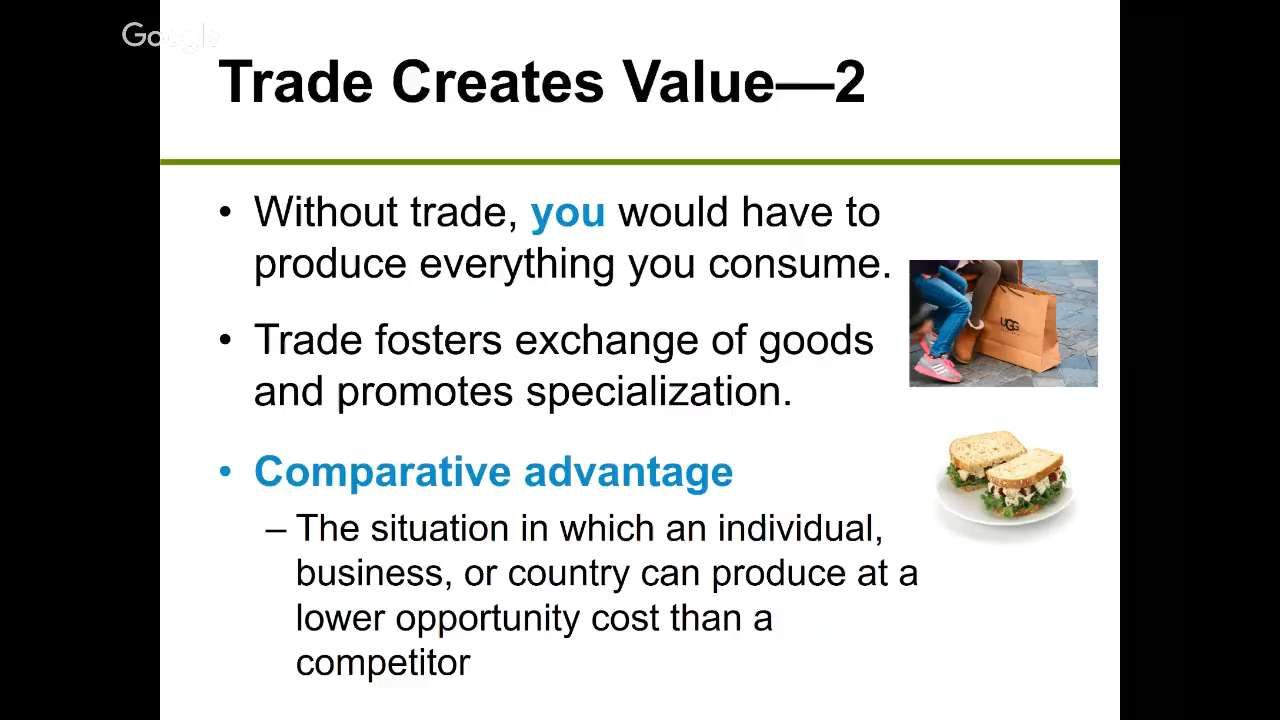 Google
Trade Creates Value—2
• Without trade, you would have to
produce everything you consume.
• Trade fosters exchange of goods
and promotes specialization.
UGG
• Comparative advantage
– The situation in which an individual,
business, or country can produce at a
lower opportunity cost than a
competitor